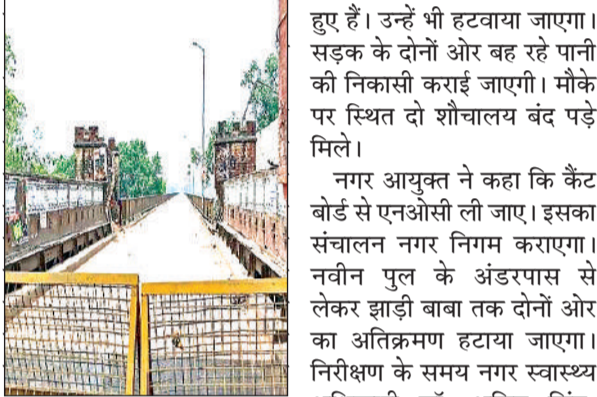 हुए हैं। उन्हें भी हटवाया जाएगा।
सड़क के दोनों ओर बह रहे पानी
की निकासी कराई जाएगी। मौके
पर स्थित दो शौचालय बंद पड़े
मिले।
नगर आयुक्त ने कहा कि कैंट
बोर्ड से एनओसी ली जाए। इसका
संचालन नगर निगम कराएगा।
नवीन पुल के अंडरपास से
लेकर झाड़ी बाबा तक दोनों ओर
का अतिक्रमण हटाया जाएगा।
निरीक्षण के समय नगर स्वास्थ्य